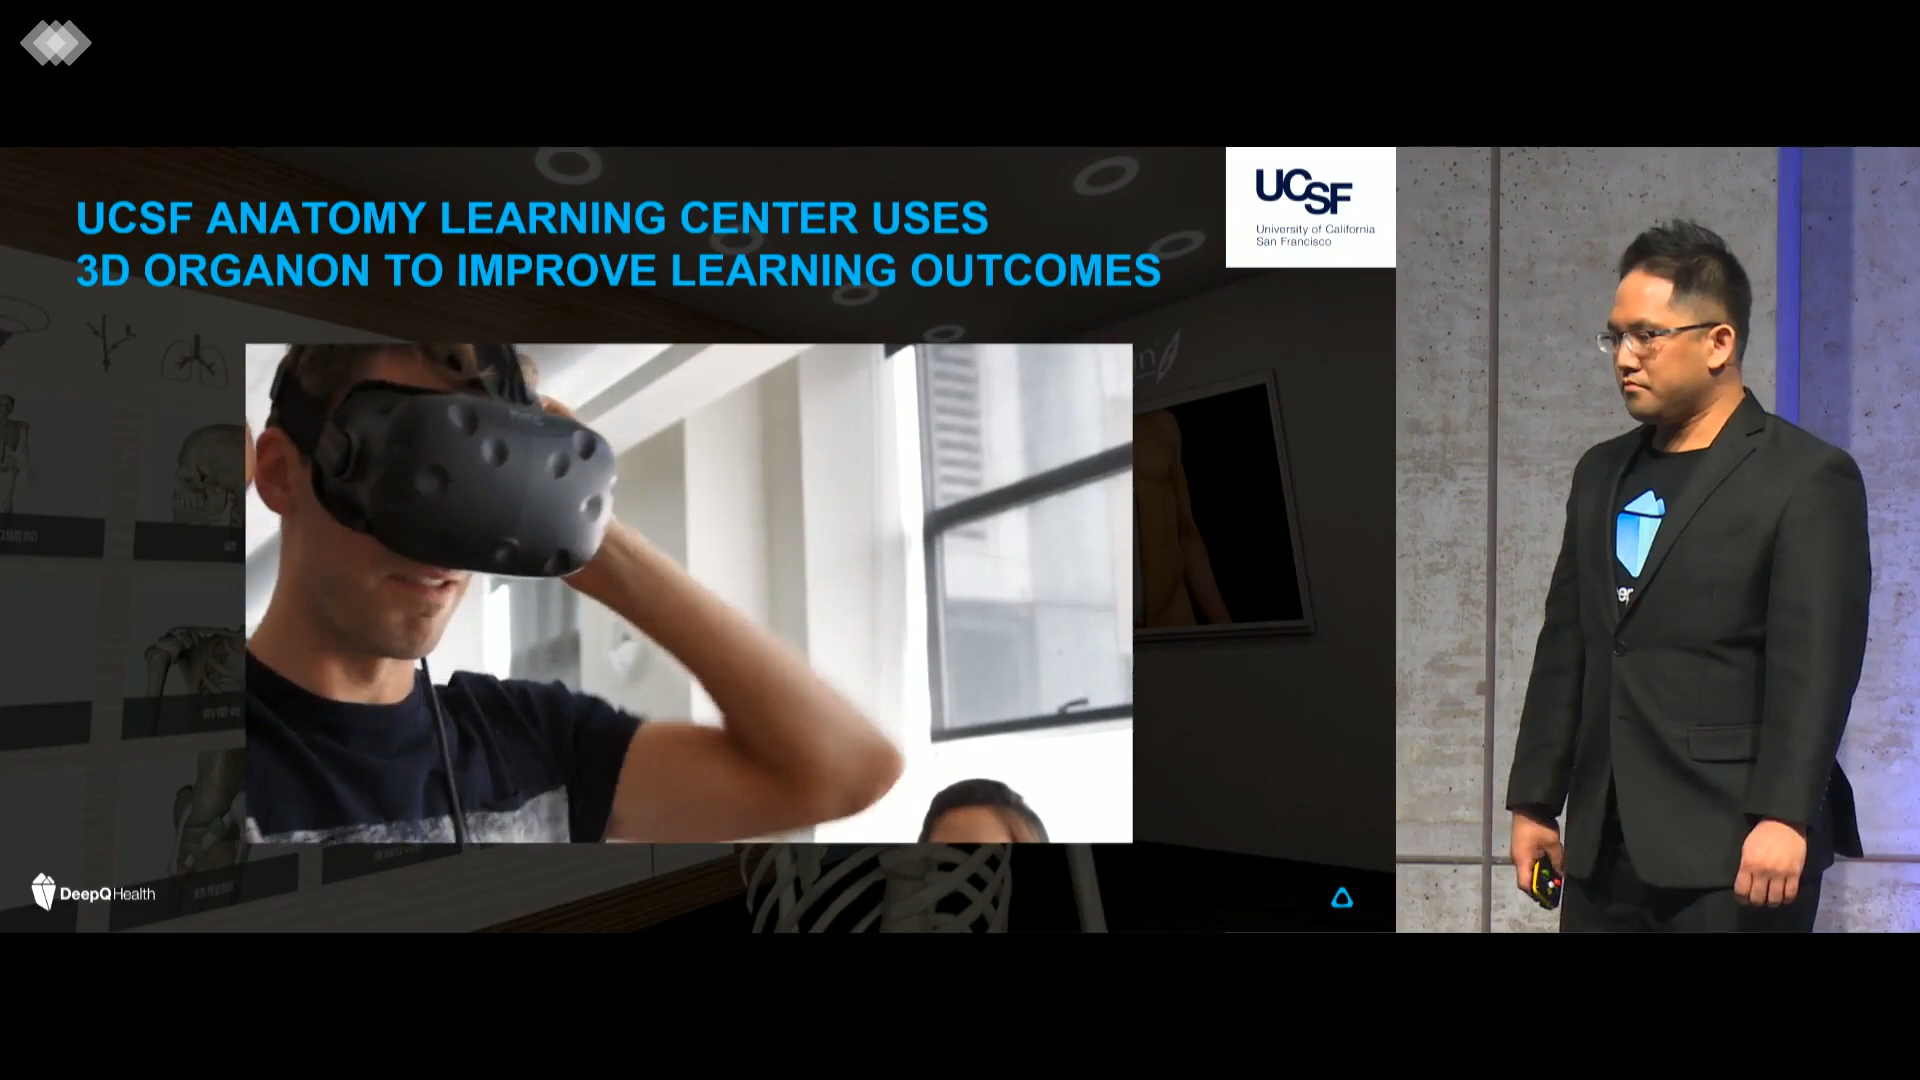 UCSF ANATOMY LEARNING CENTER USES
3D ORGANON TO IMPROVE LEARNING OUTCOMES
UCSF
University of California
San Francisco
DeepQ Health